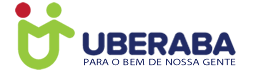 UBERABA
PARA O BEM DE NOSSA GENTE